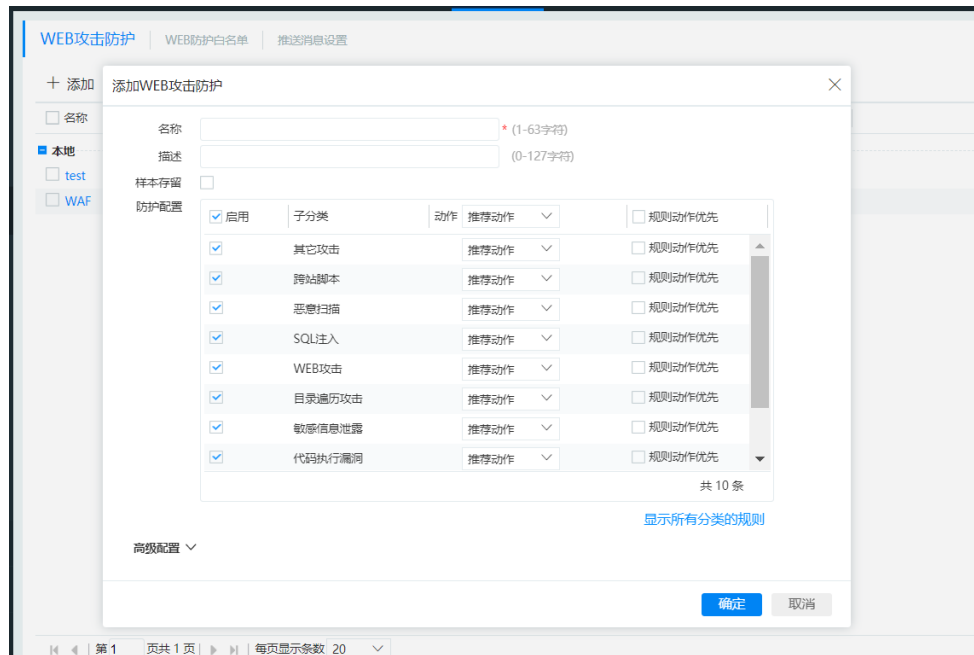 WEB攻击防护 WEB防护白名单 推送消息设置
添加
添加WEB攻击防护
名称
名称 * (1-63字符)
描述 (0-127字符)
本地
test
样本存留
WAF
防护配置
启用 子分类 动作 推荐动作 规则动作优先
其它攻击 推荐动作 规则动作优先
跨站脚本 推荐动作 规则动作优先
恶意扫描 推荐动作 规则动作优先
SQL注入 推荐动作 规则动作优先
WEB攻击 推荐动作 规则动作优先
目录遍历攻击 推荐动作 规则动作优先
敏感信息泄露 推荐动作 规则动作优先
代码执行漏洞 推荐动作 规则动作优先
共 10 条
显示所有分类的规则
高级配置
确定 取消
第 1 页共 1 页 每页显示条数 20